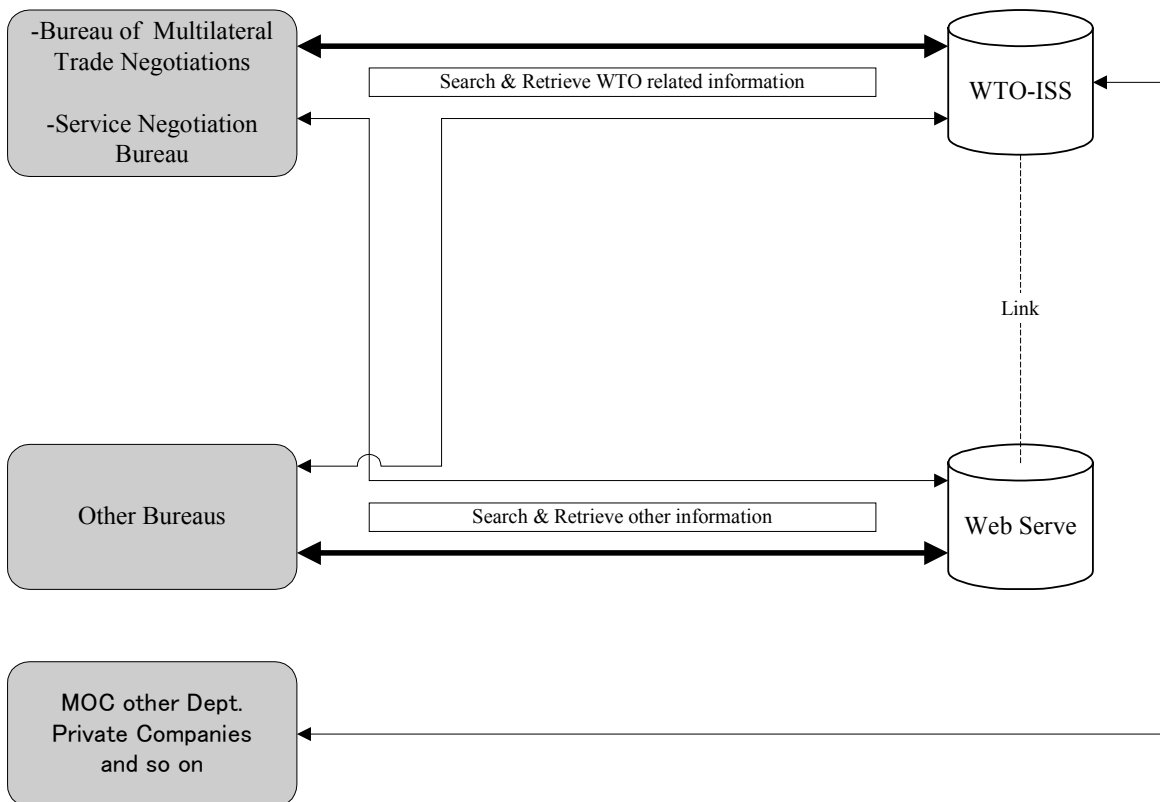 -Bureau of Multilateral
Trade Negotiations
-Service Negotiation
Bureau
Search & Retrieve WTO related information
WTO-ISS
Link
Other Bureaus
Search & Retrieve other information
Web Serve
MOC other Dept.
Private Companies
and so on